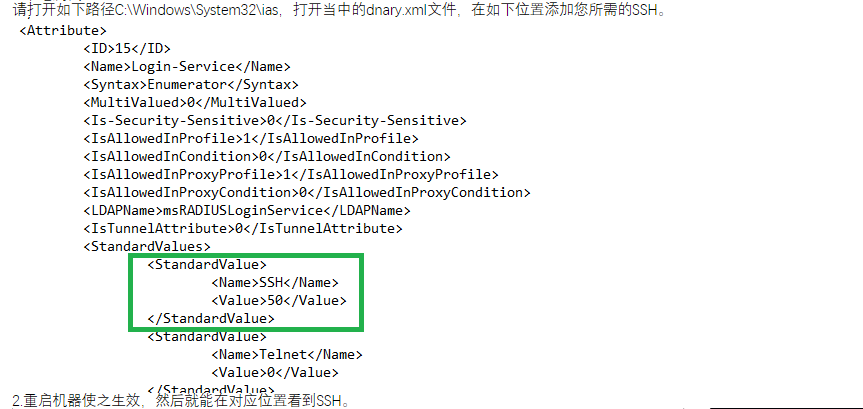 请打开如下路径C:\Windows\System32\ias，打开当中的dnary.xml文件，在如下位置添加您所需的SSH。
<Attribute>
<ID>15</ID>
<Name>Login-Service</Name>
<Syntax>Enumerator</Syntax>
<MultiValued>0</MultiValued>
<Is-Security-Sensitive>0</Is-Security-Sensitive>
<IsAllowedInProfile>1</IsAllowedInProfile>
<IsAllowedInCondition>0</IsAllowedInCondition>
<IsAllowedInProxyProfile>1</IsAllowedInProxyProfile>
<IsAllowedInProxyCondition>0</IsAllowedInProxyCondition>
<LDAPName>msRADIUSLoginService</LDAPName>
<IsTunnelAttribute>0</IsTunnelAttribute>
<StandardValues>
<StandardValue>
<Name>SSH</Name>
<Value>50</Value>
</StandardValue>
<StandardValue>
<Name>Telnet</Name>
<Value>0</Value>
</StandardValue>
2.重启机器使之生效，然后就能在对应位置看到SSH。